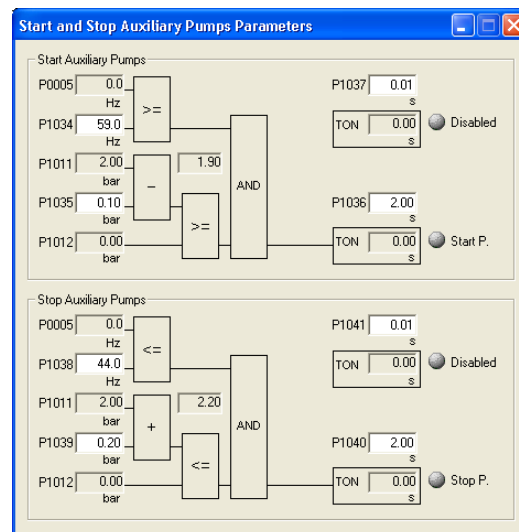 Start and Stop Auxiliary Pumps Parameters
Start Auxiliary Pumps
P0005 0.0 P1037 0.01
Hz >= s
P1034 59.0 TON 0.00 Disabled
Hz s
P1011 2.00 1.90
bar - AND
P1035 0.10 P1036 2.00
bar >= s
P1012 0.00 TON 0.00 Start P.
bar s
Stop Auxiliary Pumps
P0005 0.0 P1041 0.01
Hz <= s
P1038 44.0 TON 0.00 Disabled
Hz s
P1011 2.00 2.20
bar + AND
P1039 0.20 P1040 2.00
bar <= s
P1012 0.00 TON 0.00 Stop P.
bar s